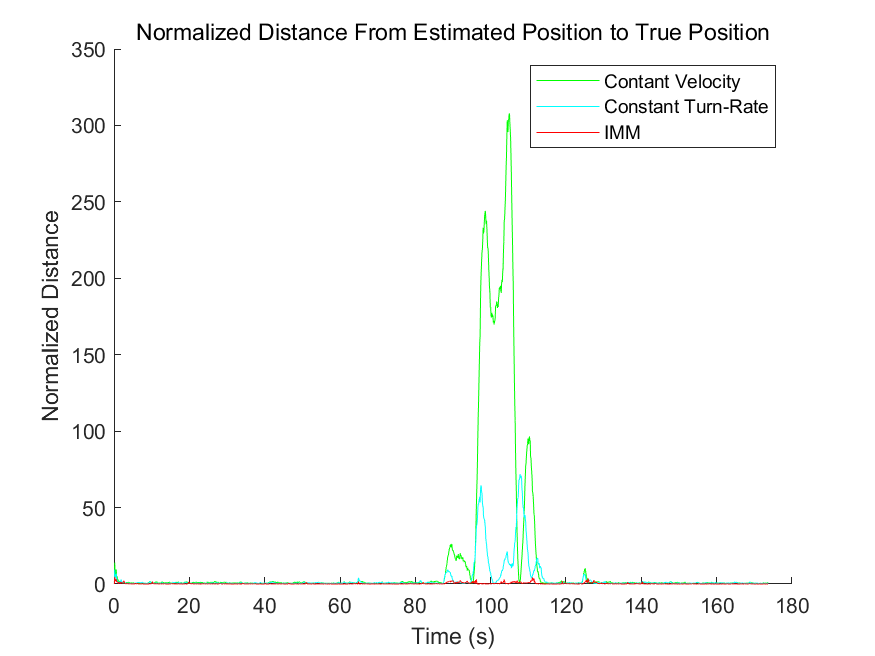 Normalized Distance From Estimated Position to True Position
350
300
250
200
150
100
50
0
Normalized Distance
Contant Velocity
Constant Turn-Rate
IMM
0 20 40 60 80 100 120 140 160 180
Time (s)